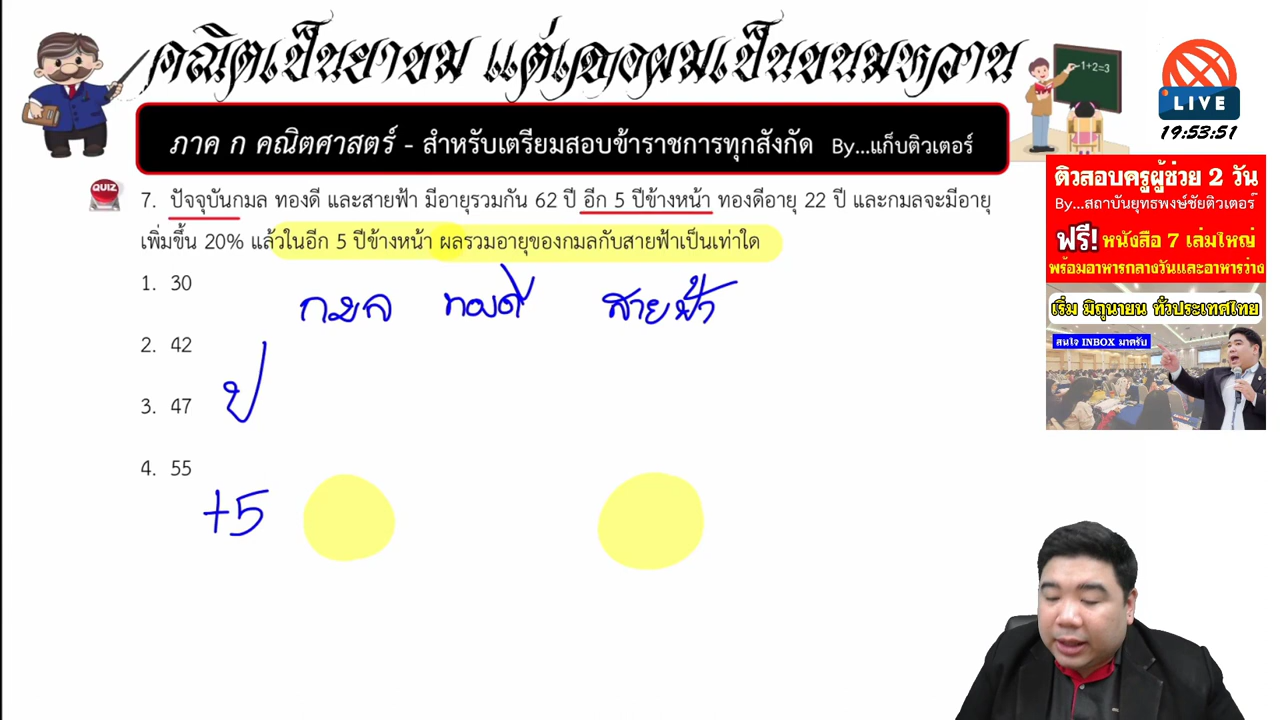 คณิตเป็นยาขม แต่เจอผมเป็นขนมหวาน
1+2=3
LIVE
19:53:51
ภาค ก คณิตศาสตร์ - สำหรับเตรียมสอบข้าราชการทุกสังกัด By...แก็บติวเตอร์
QUIZ
7. ปัจจุบันกมล ทองดี และสายฟ้า มีอายุรวมกัน 62 ปี อีก 5 ปีข้างหน้า ทองดีอายุ 22 ปี และกมลจะมีอายุ
เพิ่มขึ้น 20% แล้วในอีก 5 ปีข้างหน้า ผลรวมอายุของกมลกับสายฟ้าเป็นเท่าใด
1. 30
2. 42
3. 47
4. 55
กมล ทองดี สายฟ้า
ป
+5
ติวสอบครูผู้ช่วย 2 วัน
By...สถาบันยุทธพงษ์ชัยติวเตอร์
ฟรี! หนังสือ 7 เล่มใหญ่
พร้อมอาหารกลางวันและอาหารว่าง
เริ่ม มิถุนายน ทั่วประเทศไทย
สนใจ INBOX มาครับ